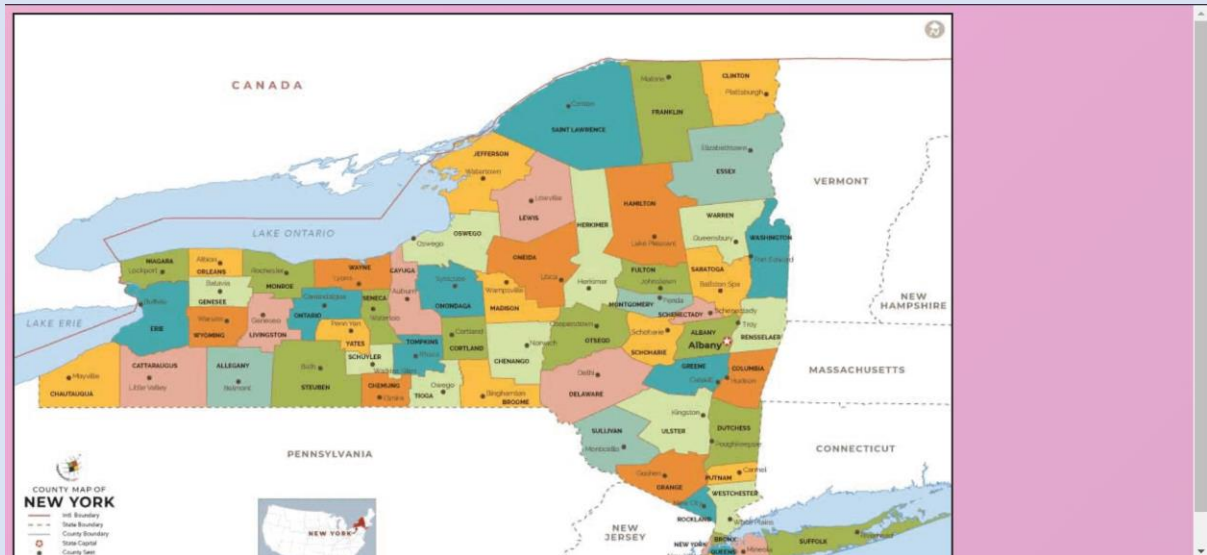 CANADA
CLINTON
Malone
Plattsburgh
FRANKLIN
Canton
SAINT LAWRENCE
Elizabethtown
JEFFERSON
ESSEX
Watertown
VERMONT
Lowville
HAMILTON
LEWIS
WARREN
HERKIMER
LAKE ONTARIO
OSWEGO
Oswego
Lake Pleasant
Queensbury
WASHINGTON
ONEIDA
Fort Edward
NIAGARA
Albion
WAYNE
CAYUGA
FULTON
SARATOGA
Lockport
ORLEANS
Rochester
Lyons
Syracuse
Utica
Johnstown
Batavia
MONROE
Herkimer
Ballston Spa
GENESEE
Canandaigua
SENECA
Auburn
Wampsville
Fonda
NEW
HAMPSHIRE
Buffalo
ONONDAGA
MADISON
MONTGOMERY
Schenectady
LAKE ERIE
Warsaw
Geneseo
ONTARIO
Waterloo
SCHENECTADY
ERIE
WYOMING
LIVINGSTON
Penn Yan
Cortland
Cooperstown
Schoharie
ALBANY
Troy
YATES
TOMPKINS
CORTLAND
Norwich
OTSEGO
Albany
RENSSELAER
SCHUYLER
Ithaca
SCHOHARIE
CATTARAUGUS
ALLEGANY
Bath
Watkins Glen
CHENANGO
GREENE
COLUMBIA
MASSACHUSETTS
Mayville
Little Valley
Belmont
STEUBEN
CHEMUNG
Owego
Delhi
Catskill
Hudson
CHAUTAUQUA
Elmira
TIOGA
Binghamton
BROOME
DELAWARE
Kingston
SULLIVAN
ULSTER
DUTCHESS
Monticello
Poughkeepsie
CONNECTICUT
PENNSYLVANIA
Goshen
Carmel
PUTNAM
ORANGE
COUNTY MAP OF
NEW YORK
WESTCHESTER
New City
Int'l. Boundary
State Boundary
County Boundary
State Capital
County Seat
NEW YORK
ROCKLAND
White Plains
NEW
JERSEY
BRONX
NEW YORK
QUEENS
Mineola
SUFFOLK
Riverhead